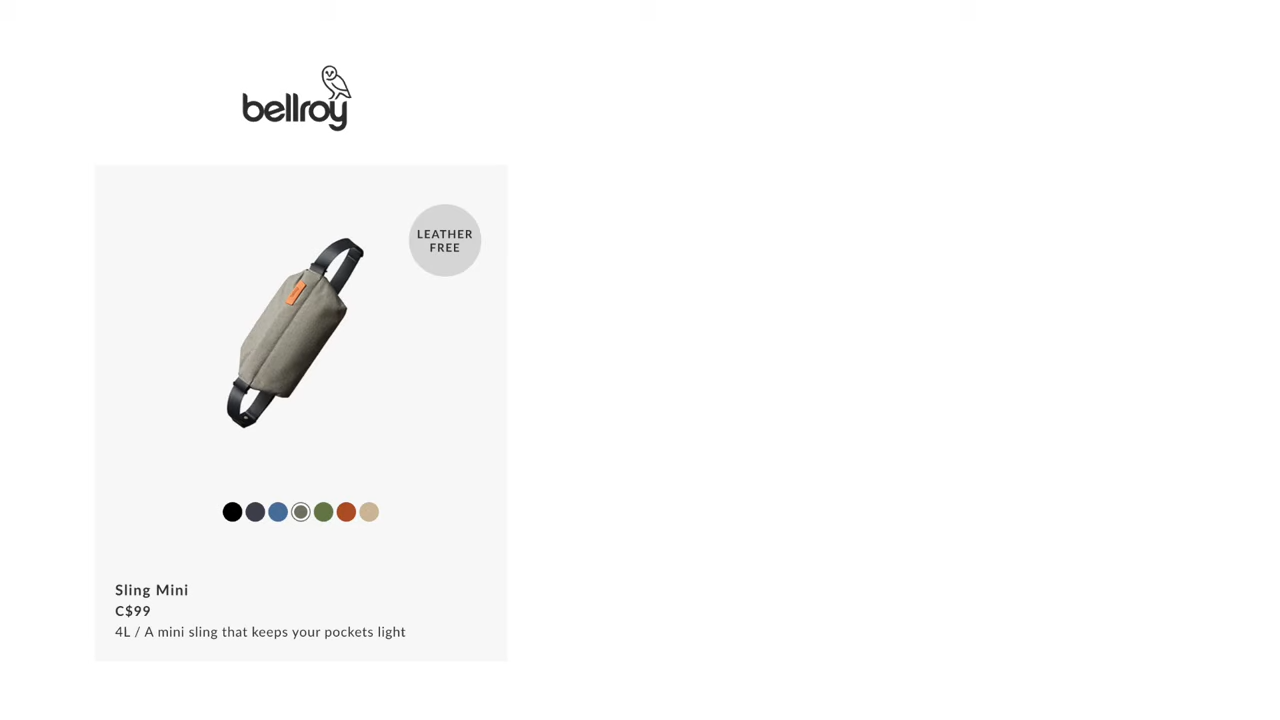 bellroy
LEATHER
FREE
Sling Mini
C$99
4L / A mini sling that keeps your pockets light